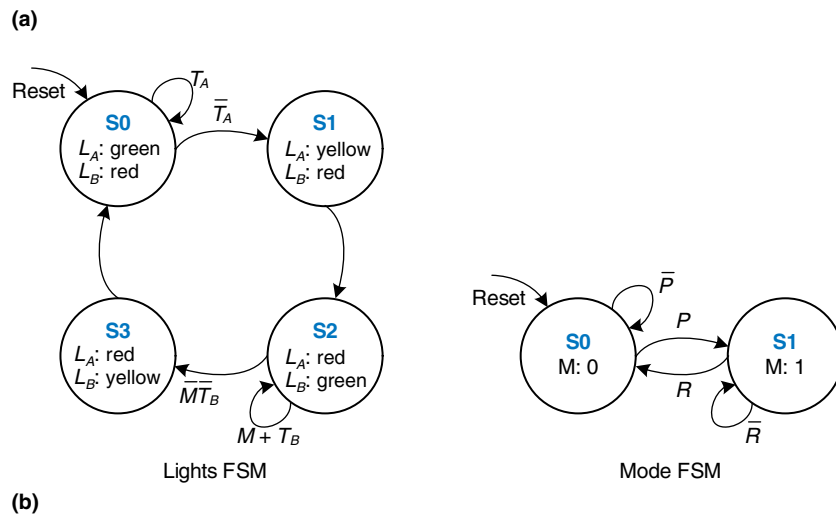 (a)
Reset
T_A
T̅_A
S0
L_A: green
L_B: red
S1
L_A: yellow
L_B: red
S3
L_A: red
L_B: yellow
S2
L_A: red
L_B: green
M̅T̅_B
M + T_B
Lights FSM
Reset
P̅
P
S0
M: 0
S1
M: 1
R
R̅
Mode FSM
(b)